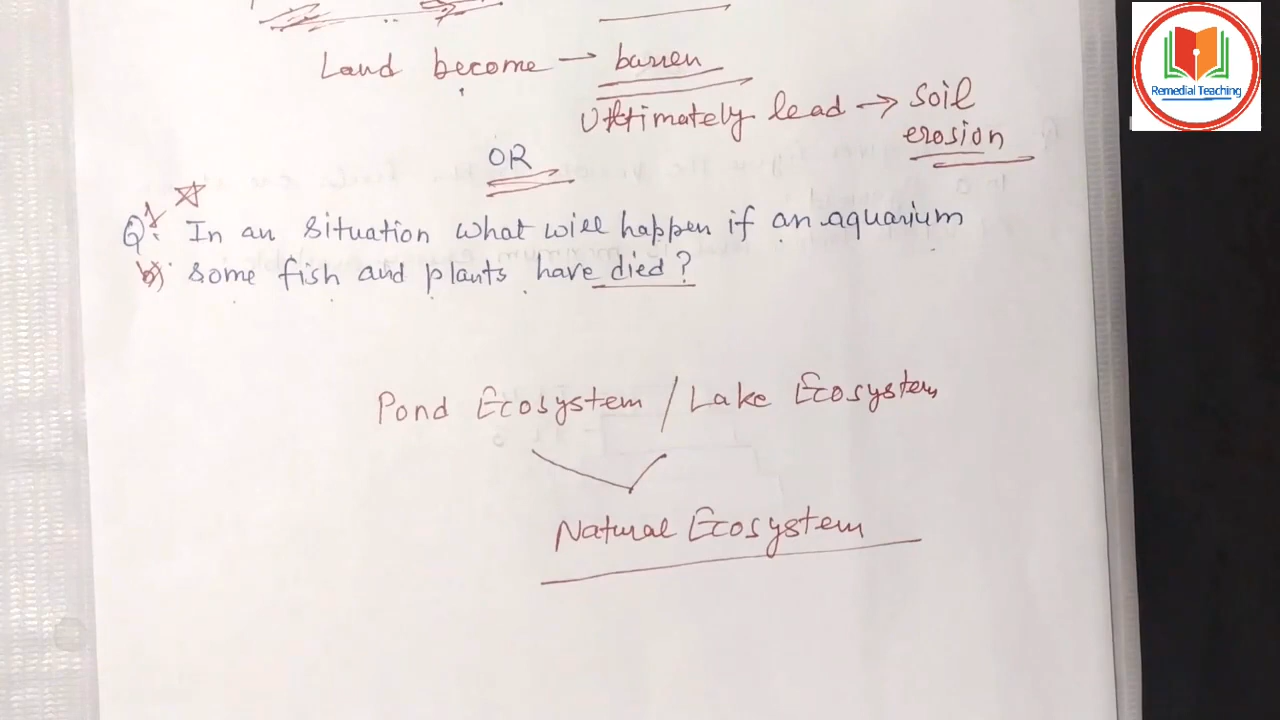 Land become → barren
Ultimately lead → Soil
erosion
OR
Q1. In an situation what will happen if an aquarium
b) some fish and plants have died?
Pond Ecosystem / Lake Ecosystem
Natural Ecosystem
Remedial Teaching